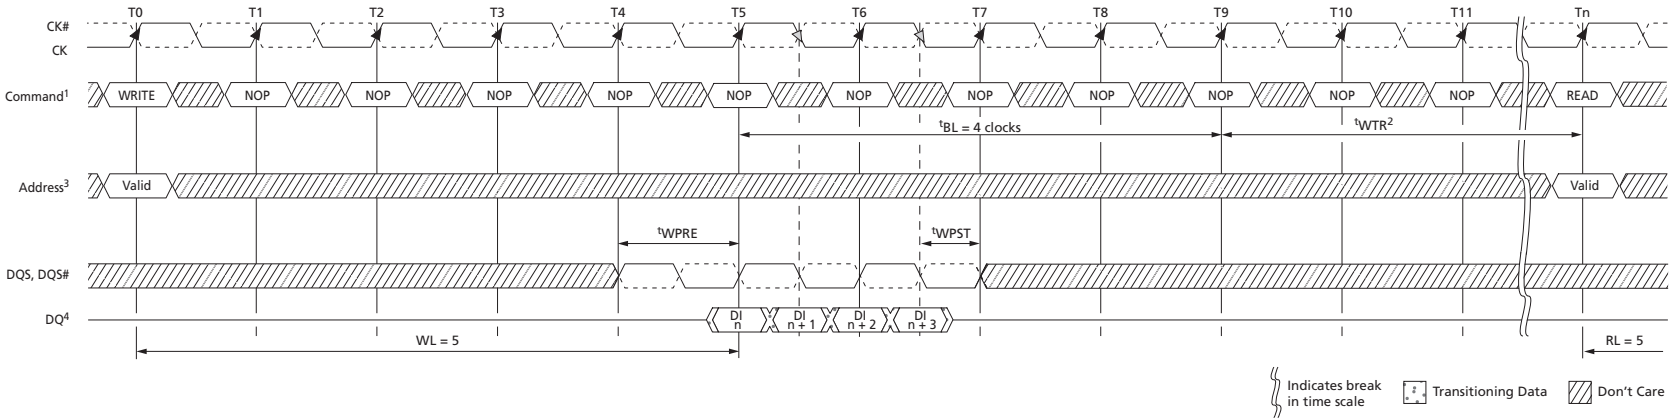 T0 T1 T2 T3 T4 T5 T6 T7 T8 T9 T10 T11 Tn
CK#
CK
Command1 WRITE NOP NOP NOP NOP NOP NOP NOP NOP NOP NOP NOP READ
tBL = 4 clocks tWTR2
Address3 Valid Valid
tWPRE tWPST
DQS, DQS#
DQ4 DI n DI n + 1 DI n + 2 DI n + 3
WL = 5 RL = 5
Indicates break
in time scale
Transitioning Data
Don't Care